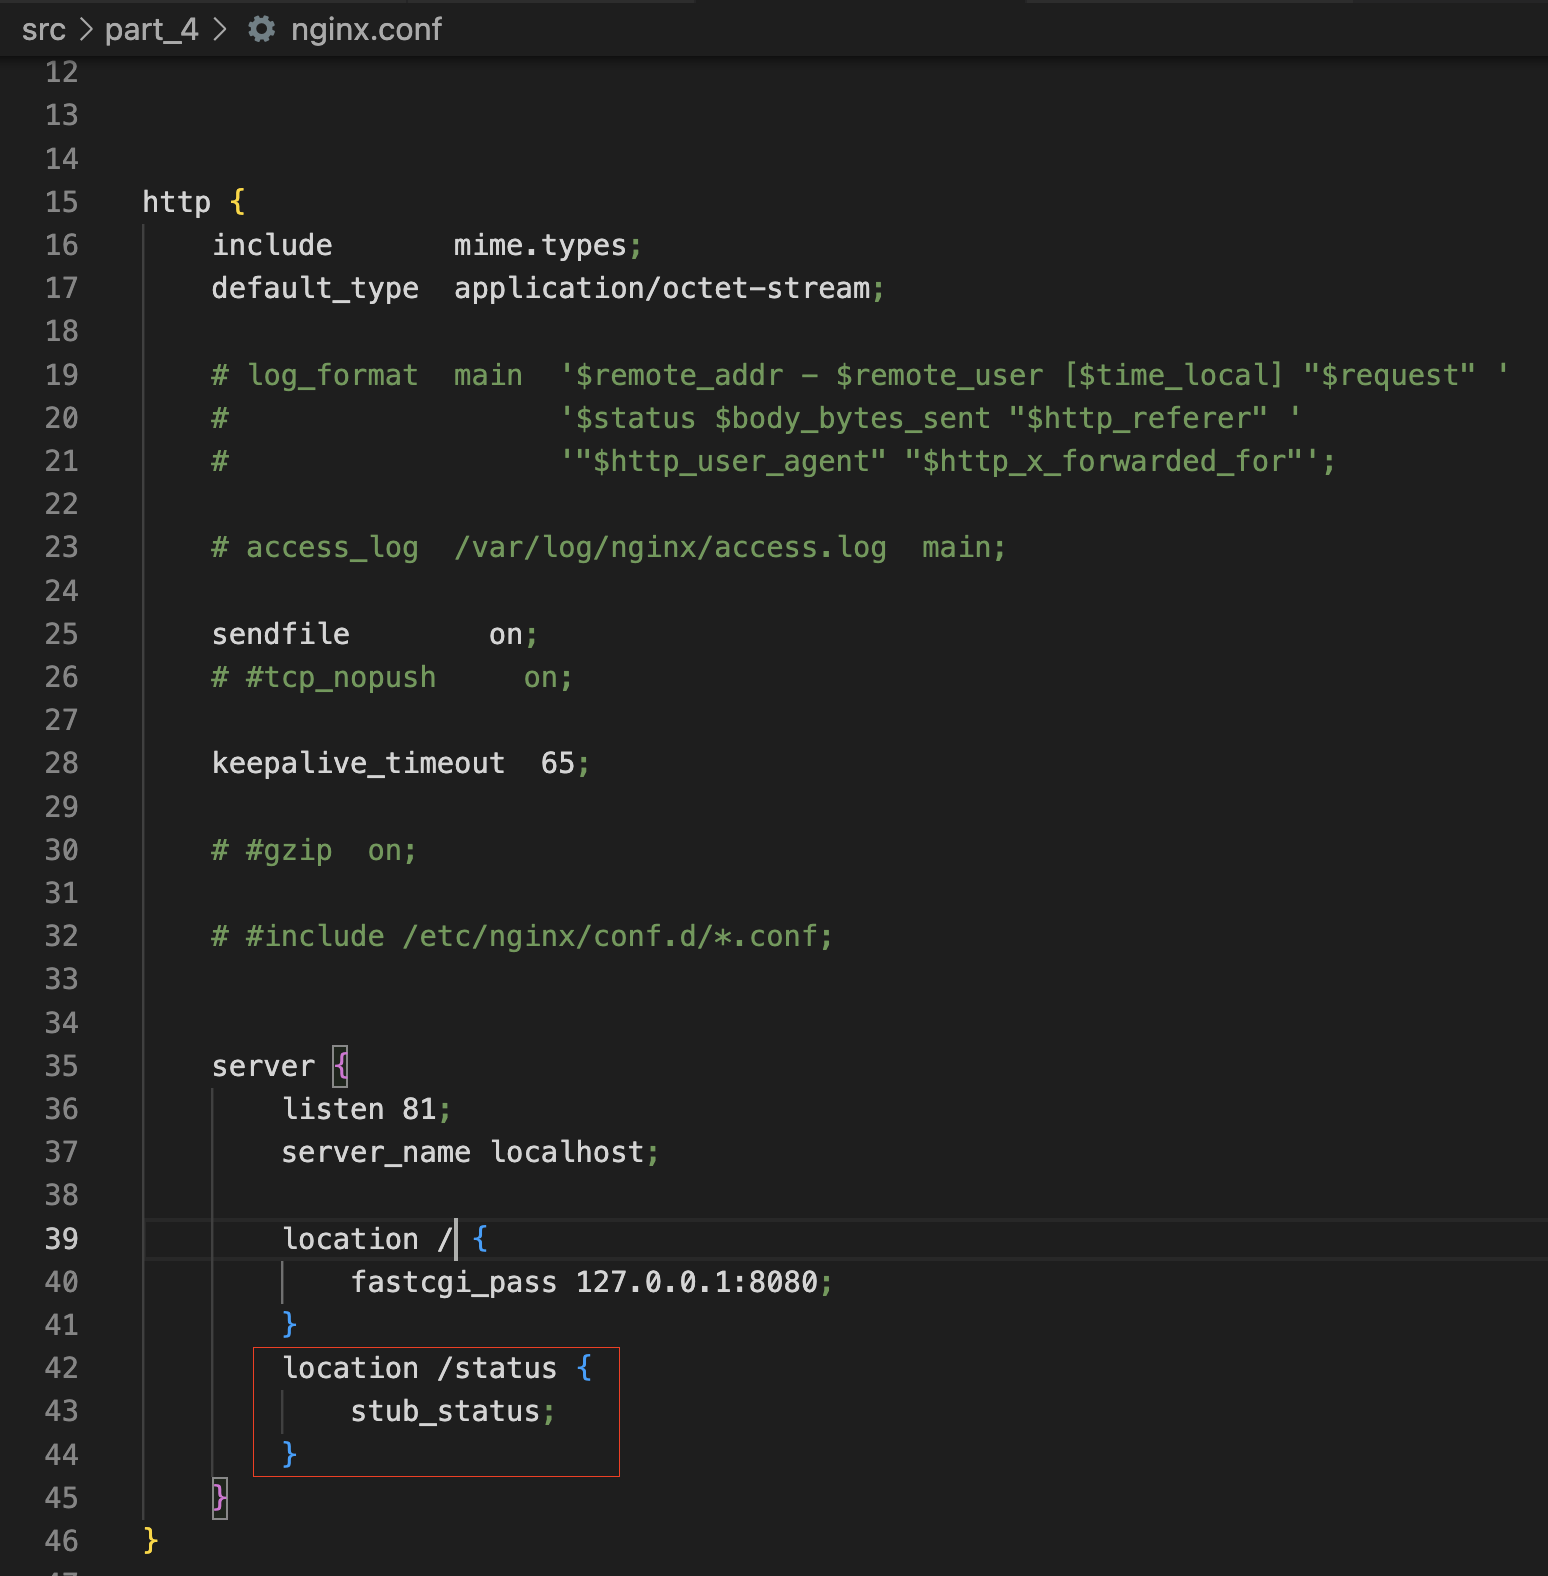 src > part_4 > nginx.conf
12
13
14
15 http {
16     include       mime.types;
17     default_type  application/octet-stream;
18
19     # log_format  main  '$remote_addr - $remote_user [$time_local] "$request" '
20     #                   '$status $body_bytes_sent "$http_referer" '
21     #                   '"$http_user_agent" "$http_x_forwarded_for"';
22
23     # access_log  /var/log/nginx/access.log  main;
24
25     sendfile        on;
26     # #tcp_nopush     on;
27
28     keepalive_timeout  65;
29
30     # #gzip  on;
31
32     # #include /etc/nginx/conf.d/*.conf;
33
34
35     server {
36         listen 81;
37         server_name localhost;
38
39         location / {
40             fastcgi_pass 127.0.0.1:8080;
41         }
42         location /status {
43             stub_status;
44         }
45     }
46 }